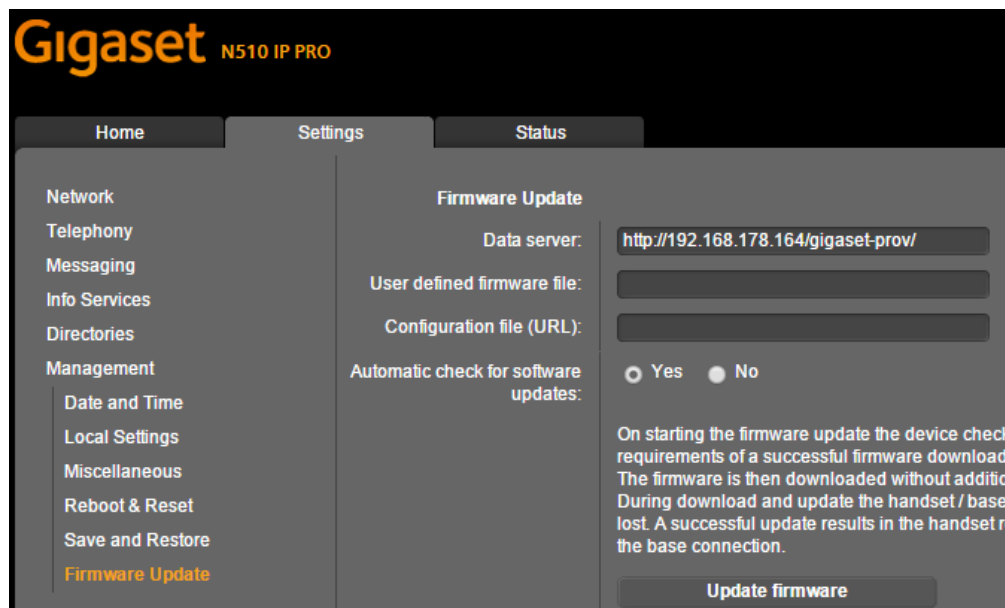 Gigaset N510 IP PRO
Home Settings Status
Network
Telephony
Messaging
Info Services
Directories
Management
Date and Time
Local Settings
Miscellaneous
Reboot & Reset
Save and Restore
Firmware Update
Firmware Update
Data server: http://192.168.178.164/gigaset-prov/
User defined firmware file:
Configuration file (URL):
Automatic check for software
updates:
Yes No
On starting the firmware update the device
requirements of a successful firmware download
The firmware is then downloaded without
During download and update the handset / base
lost. A successful update results in the handset
the base connection.
Update firmware